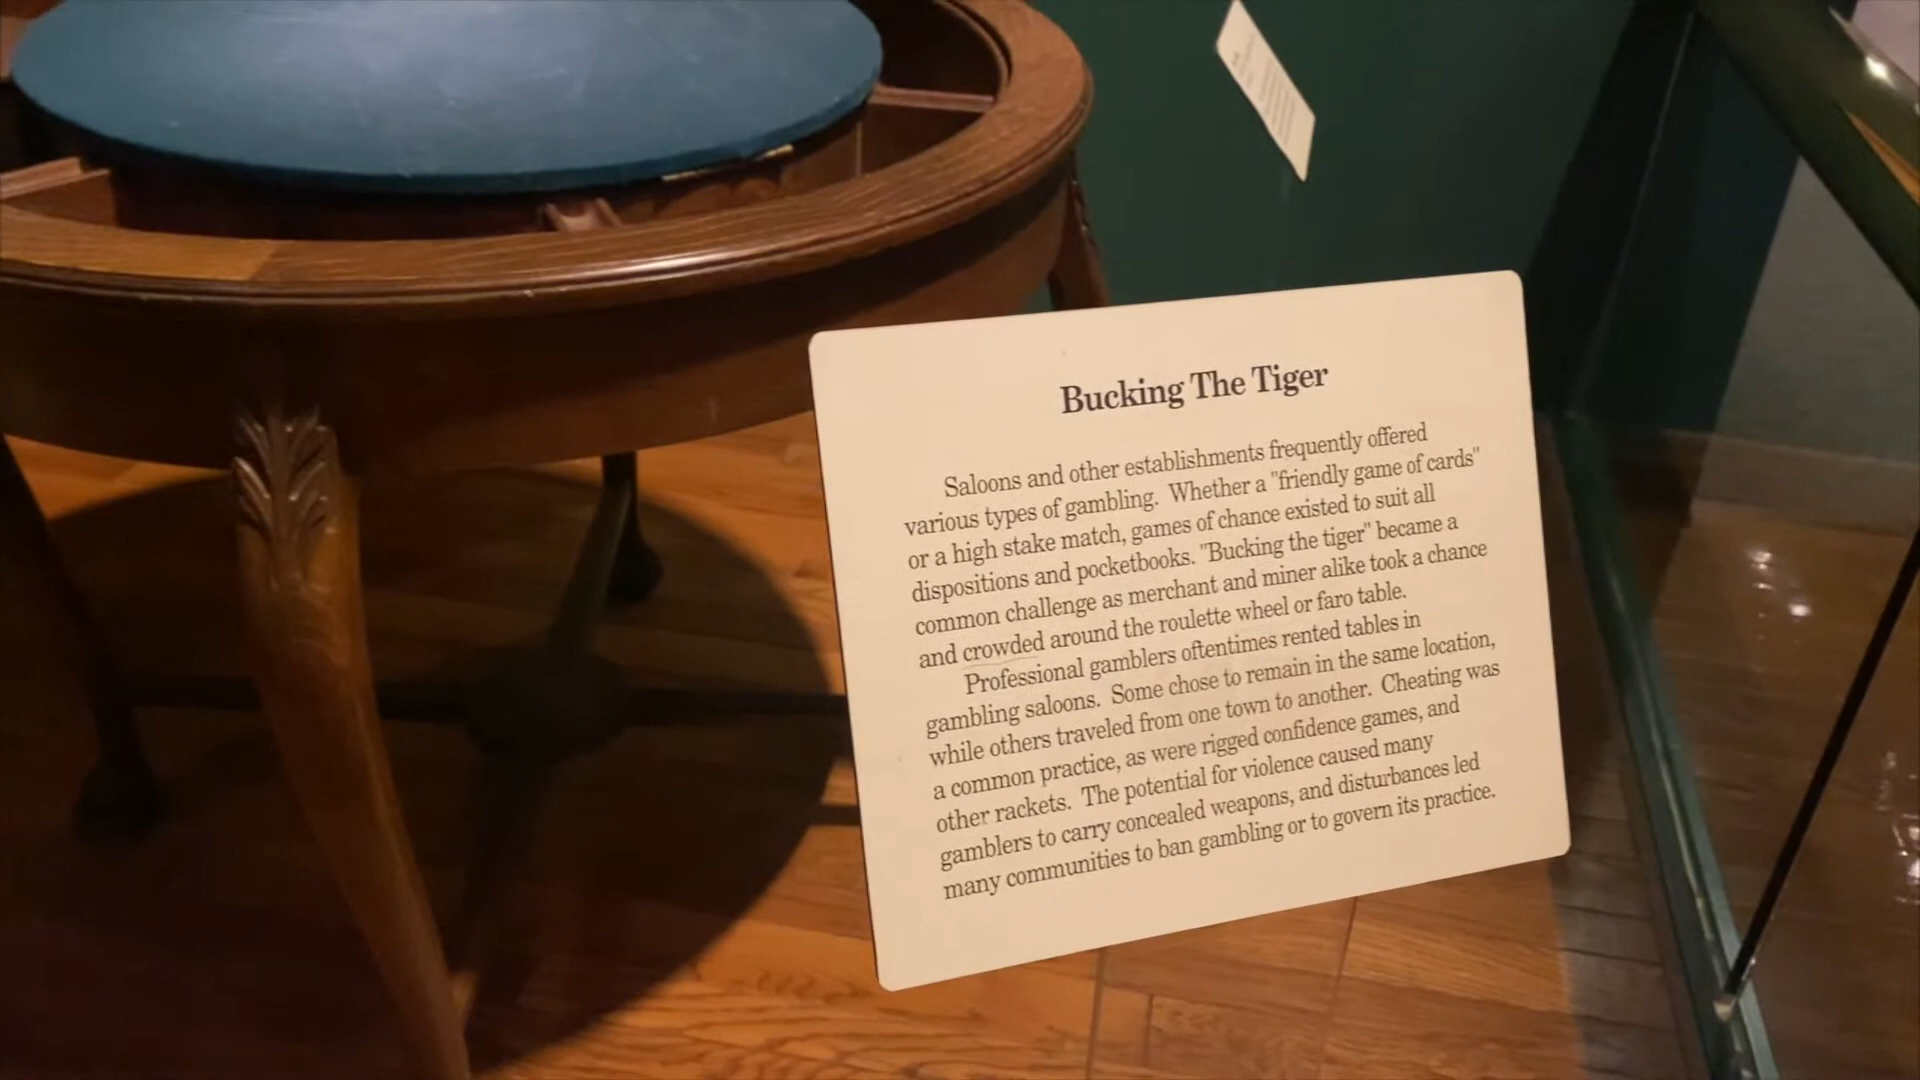 Bucking The Tiger
Saloons and other establishments frequently offered
various types of gambling. Whether a "friendly game of cards"
or a high stake match, games of chance existed to suit all
dispositions and pocketbooks. "Bucking the tiger" became a
common challenge as merchant and miner alike took a chance
and crowded around the roulette wheel or faro table.
Professional gamblers oftentimes rented tables in
gambling saloons. Some chose to remain in the same location,
while others traveled from one town to another. Cheating was
a common practice, as were rigged confidence games, and
other rackets. The potential for violence caused many
gamblers to carry concealed weapons, and disturbances led
many communities to ban gambling or to govern its practice.